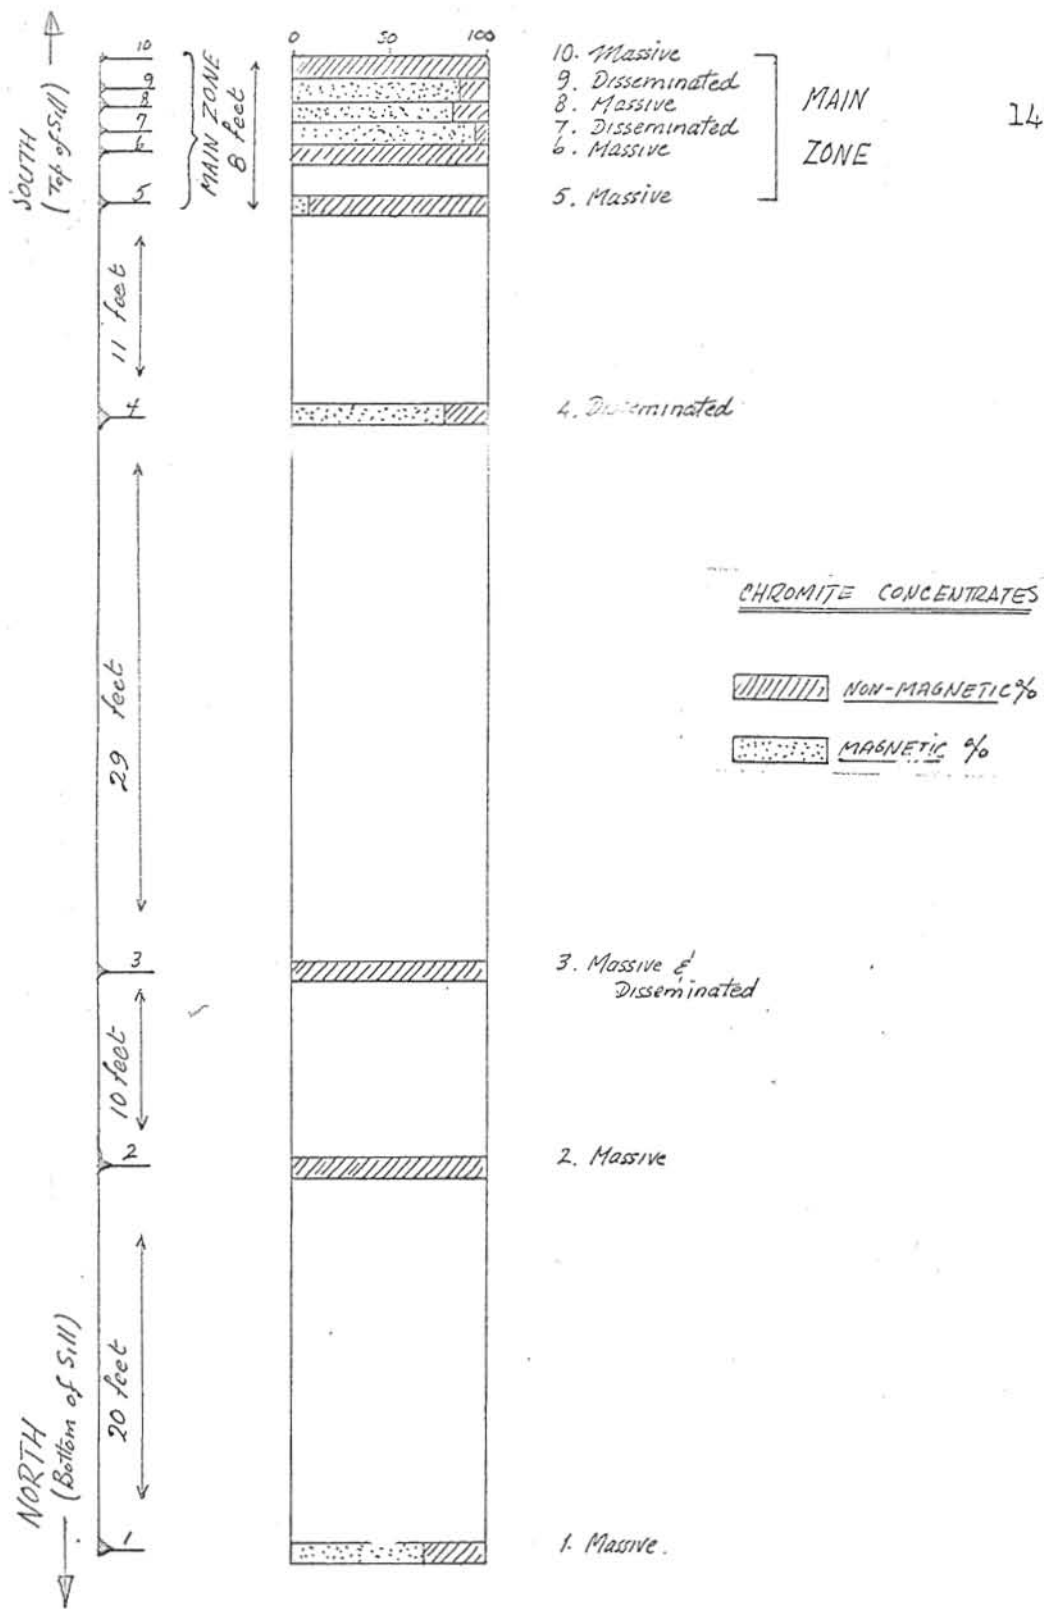 0 50 100
10
9
8
7
6
5
MAIN ZONE
8 feet
SOUTH
(Top of Sill)
10. Massive
9. Disseminated
8. Massive
7. Disseminated
6. Massive
5. Massive
MAIN
ZONE
14
11 feet
4
4. Disseminated
29 feet
CHROMITE CONCENTRATES
NON-MAGNETIC %
MAGNETIC %
3
3. Massive &
Disseminated
10 feet
2
2. Massive
20 feet
NORTH
(Bottom of Sill)
1
1. Massive.